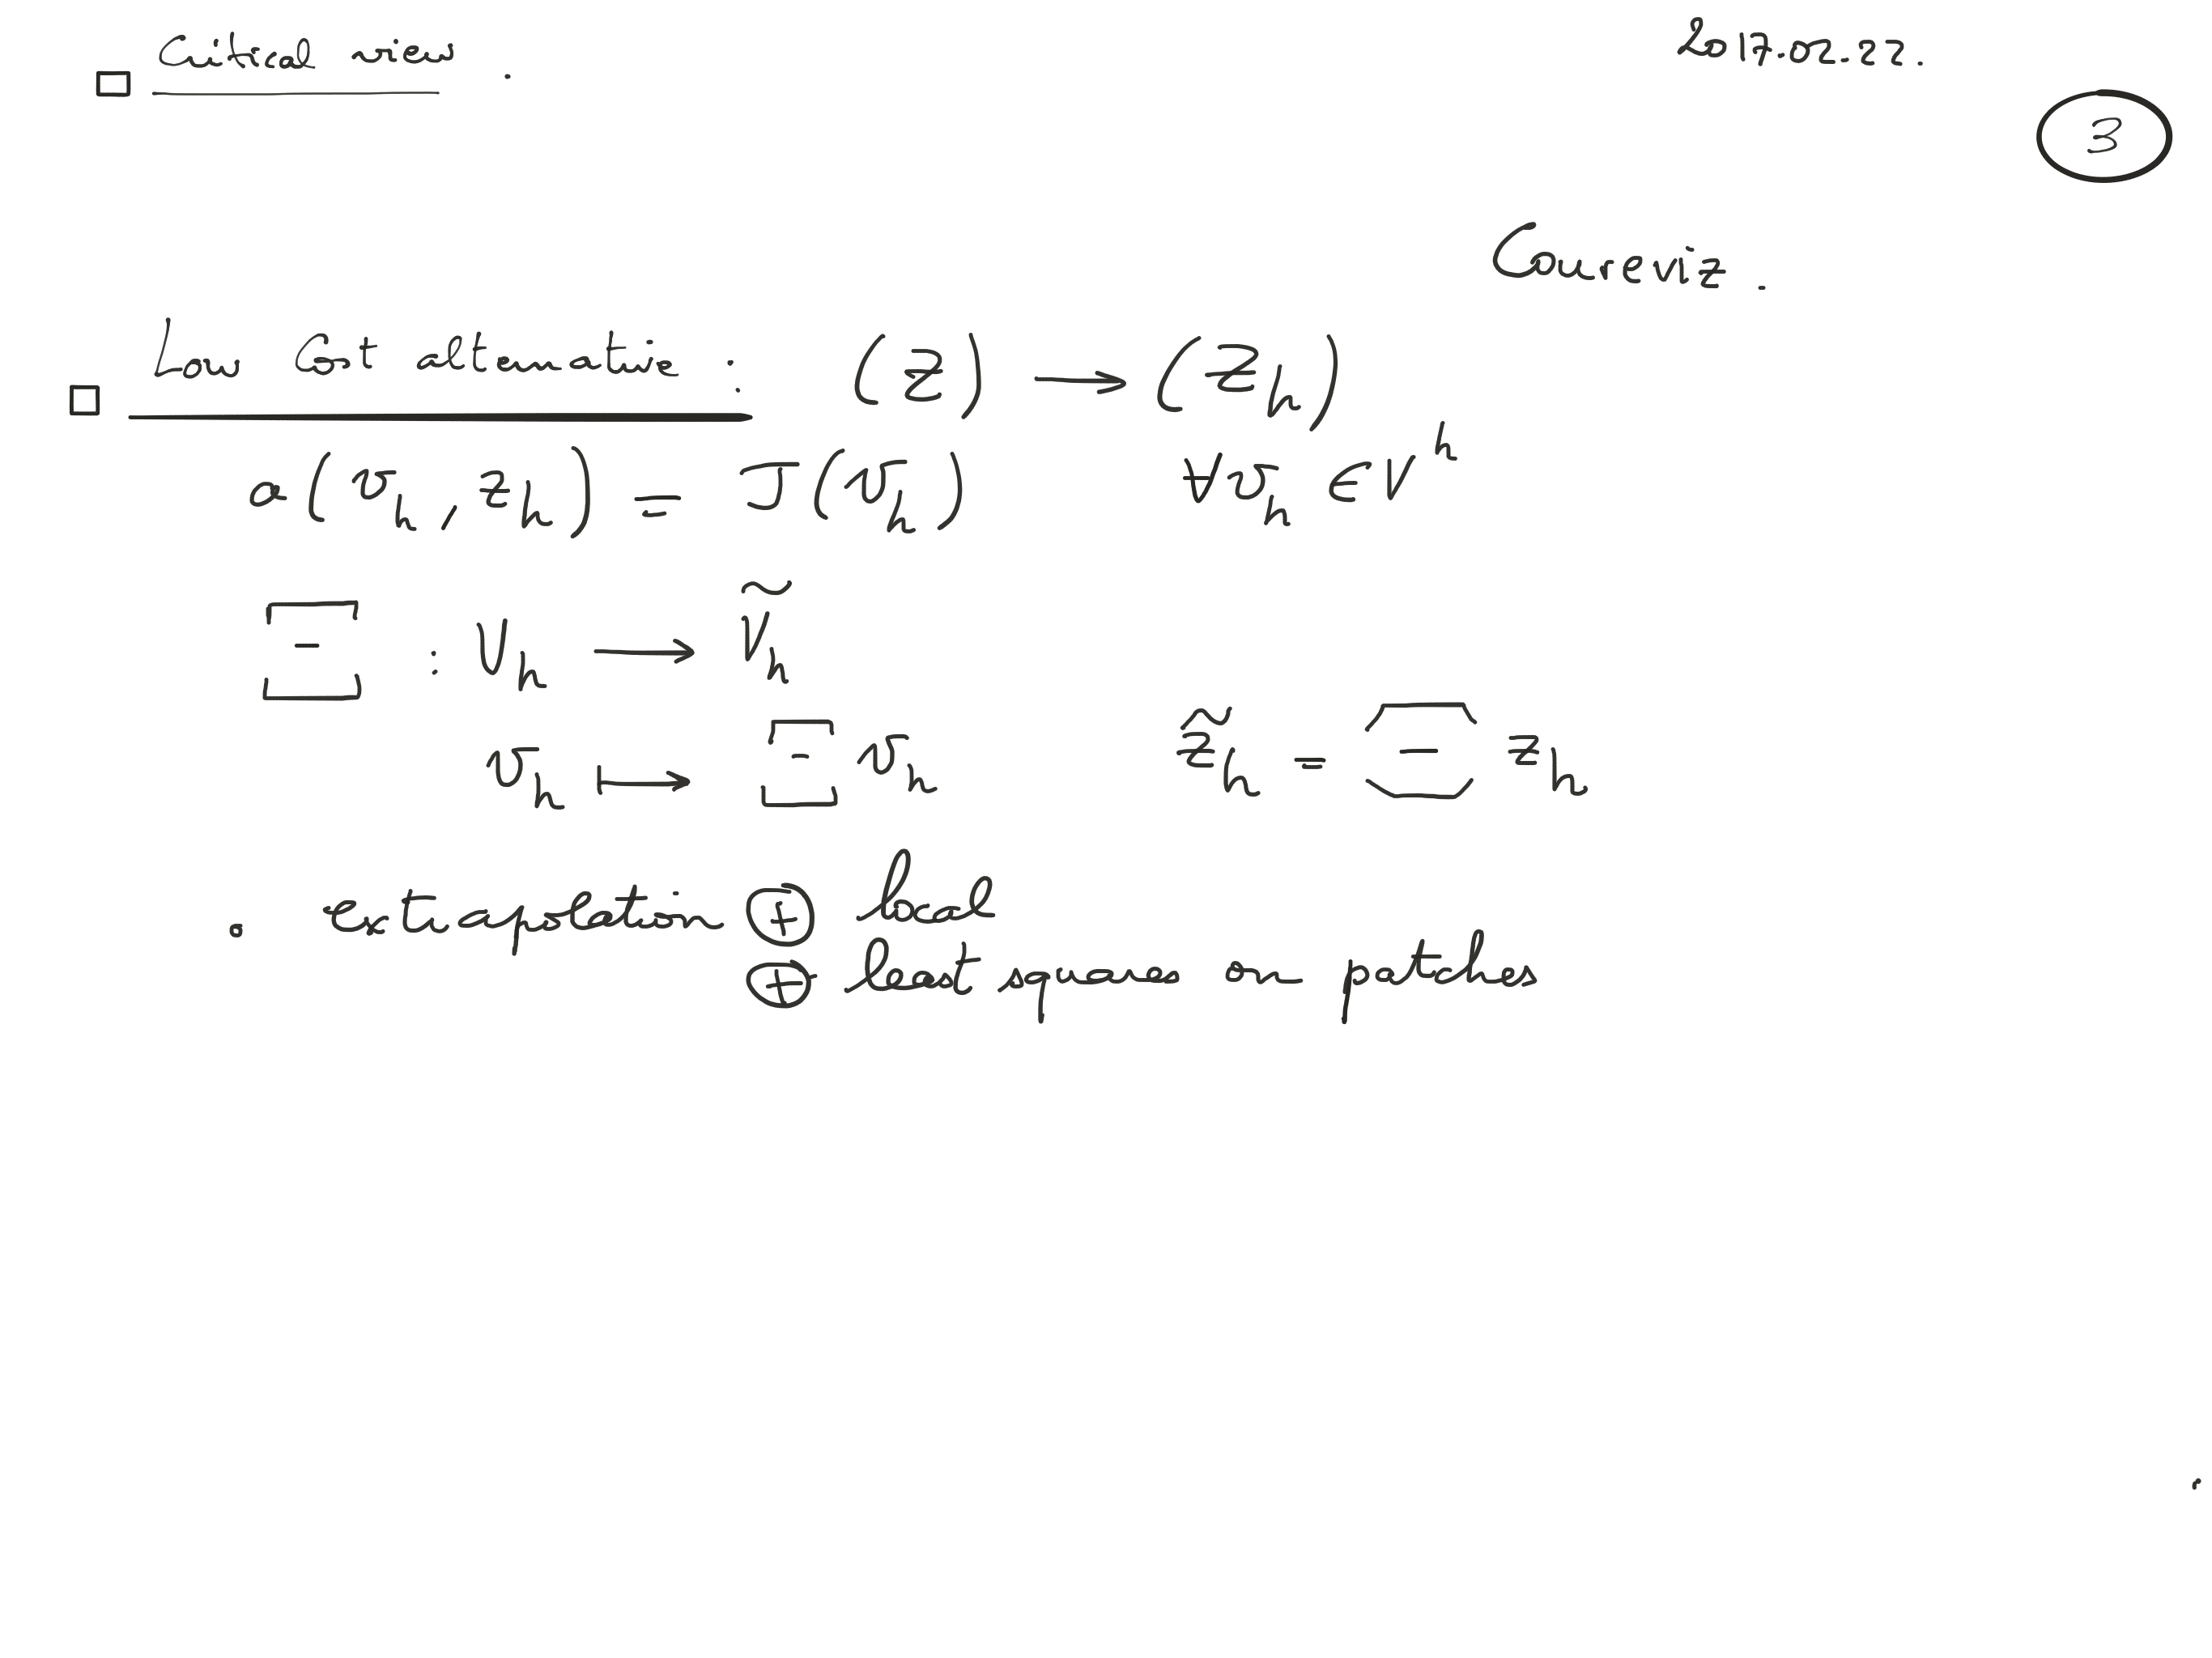 □ Critical view . 2017.02.22.
3
Caureviz .
□ Low Cost alternative : (Z) → (Z_h)
a(v_h, z_h) = J(v_h) ∀v_h ∈ V^h
Ξ : V_h → Ṽ_h
v_h ↦ Ξ v_h z̃_h = Ξ z_h
. extrapolation ⊕ local
⊕ least squares on patches